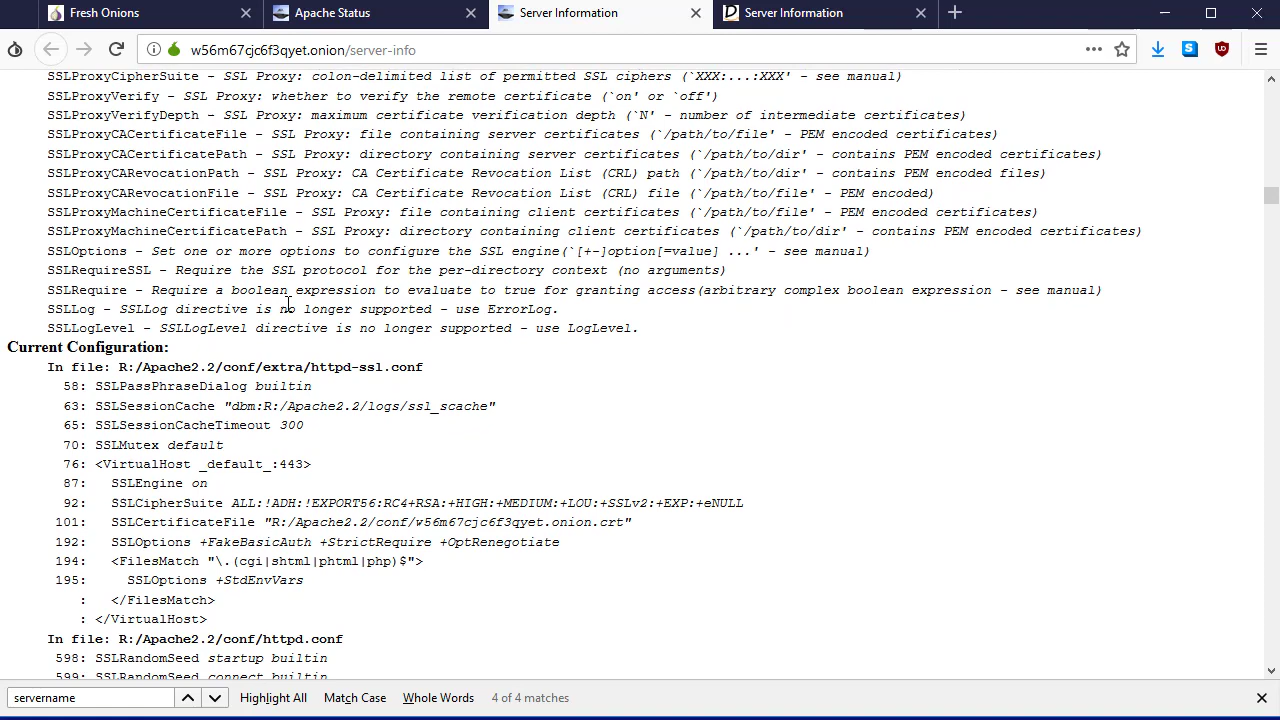 Fresh Onions
Apache Status
Server Information
Server Information
w56m67cjc6f3qyet.onion/server-info
SSLProxyCipherSuite - SSL Proxy: colon-delimited list of permitted SSL ciphers (`XXX:...:XXX' - see manual)
SSLProxyVerify - SSL Proxy: whether to verify the remote certificate (`on' or `off')
SSLProxyVerifyDepth - SSL Proxy: maximum certificate verification depth (`N' - number of intermediate certificates)
SSLProxyCACertificateFile - SSL Proxy: file containing server certificates (`/path/to/file' - PEM encoded certificates)
SSLProxyCACertificatePath - SSL Proxy: directory containing server certificates (`/path/to/dir' - contains PEM encoded certificates)
SSLProxyCARevocationPath - SSL Proxy: CA Certificate Revocation List (CRL) path (`/path/to/dir' - contains PEM encoded files)
SSLProxyCARevocationFile - SSL Proxy: CA Certificate Revocation List (CRL) file (`/path/to/file' - PEM encoded)
SSLProxyMachineCertificateFile - SSL Proxy: file containing client certificates (`/path/to/file' - PEM encoded certificates)
SSLProxyMachineCertificatePath - SSL Proxy: directory containing client certificates (`/path/to/dir' - contains PEM encoded certificates)
SSLOptions - Set one or more options to configure the SSL engine(`[+-]option[=value] ...' - see manual)
SSLRequireSSL - Require the SSL protocol for the per-directory context (no arguments)
SSLRequire - Require a boolean expression to evaluate to true for granting access(arbitrary complex boolean expression - see manual)
SSLLog - SSLLog directive is no longer supported - use ErrorLog.
SSLLogLevel - SSLLogLevel directive is no longer supported - use LogLevel.
Current Configuration:
In file: R:/Apache2.2/conf/extra/httpd-ssl.conf
58: SSLPassPhraseDialog builtin
63: SSLSessionCache "dbm:R:/Apache2.2/logs/ssl_scache"
65: SSLSessionCacheTimeout 300
70: SSLMutex default
76: <VirtualHost _default_:443>
87: SSLEngine on
92: SSLCipherSuite ALL:!ADH:!EXPORT56:RC4+RSA:+HIGH:+MEDIUM:+LOU:+SSLv2:+EXP:+eNULL
101: SSLCertificateFile "R:/Apache2.2/conf/w56m67cjc6f3qyet.onion.crt"
192: SSLOptions +FakeBasicAuth +StrictRequire +OptRenegotiate
194: <FilesMatch "\.(cgi|shtml|phtml|php)$">
195: SSLOptions +StdEnvVars
: </FilesMatch>
: </VirtualHost>
In file: R:/Apache2.2/conf/httpd.conf
598: SSLRandomSeed startup builtin
599: SSLRandomSeed connect builtin
servername
Highlight All
Match Case
Whole Words
4 of 4 matches